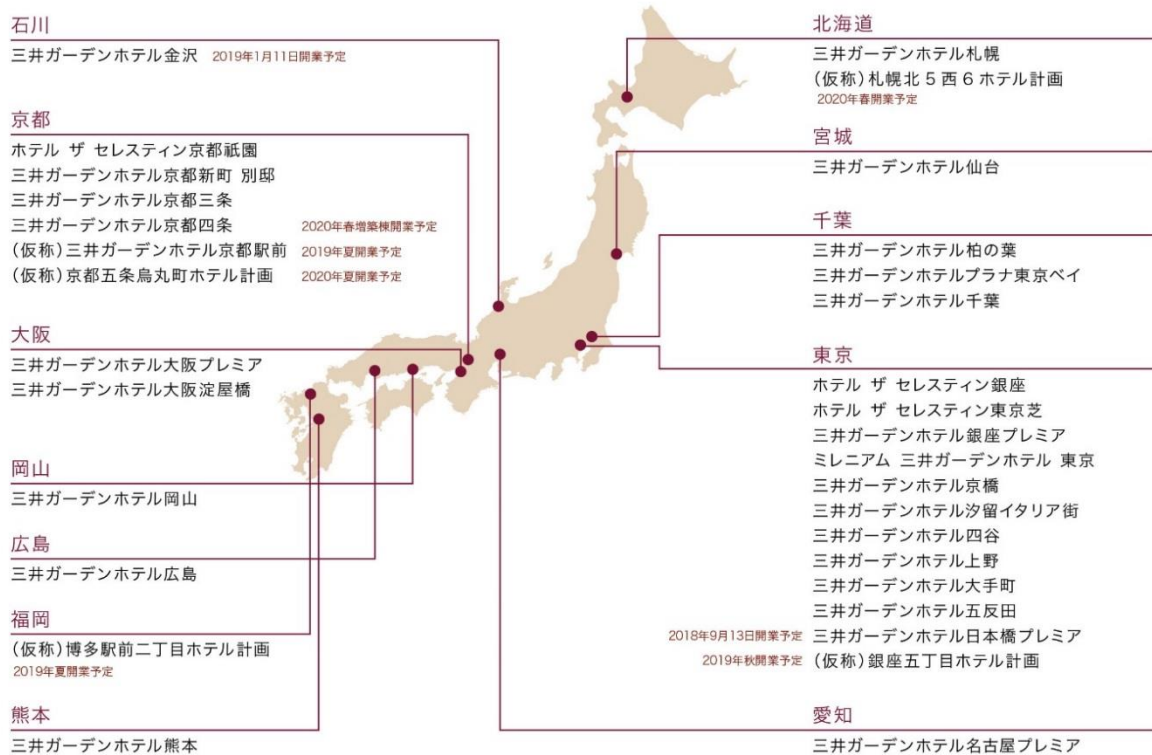 石川
三井ガーデンホテル金沢 2019年1月11日開業予定
京都
ホテル ザ セレスティン京都祇園
三井ガーデンホテル京都新町 別邸
三井ガーデンホテル京都三条
三井ガーデンホテル京都四条 2020年春増築棟開業予定
(仮称)三井ガーデンホテル京都駅前 2019年夏開業予定
(仮称)京都五条烏丸町ホテル計画 2020年夏開業予定
大阪
三井ガーデンホテル大阪プレミア
三井ガーデンホテル大阪淀屋橋
岡山
三井ガーデンホテル岡山
広島
三井ガーデンホテル広島
福岡
(仮称)博多駅前二丁目ホテル計画
2019年夏開業予定
熊本
三井ガーデンホテル熊本
北海道
三井ガーデンホテル札幌
(仮称)札幌北5西6ホテル計画
2020年春開業予定
宮城
三井ガーデンホテル仙台
千葉
三井ガーデンホテル柏の葉
三井ガーデンホテルプラナ東京ベイ
三井ガーデンホテル千葉
東京
ホテル ザ セレスティン銀座
ホテル ザ セレスティン東京芝
三井ガーデンホテル銀座プレミア
ミレニアム 三井ガーデンホテル 東京
三井ガーデンホテル京橋
三井ガーデンホテル汐留イタリア街
三井ガーデンホテル四谷
三井ガーデンホテル上野
三井ガーデンホテル大手町
三井ガーデンホテル五反田
2018年9月13日開業予定 三井ガーデンホテル日本橋プレミア
2019年秋開業予定 (仮称)銀座五丁目ホテル計画
愛知
三井ガーデンホテル名古屋プレミア